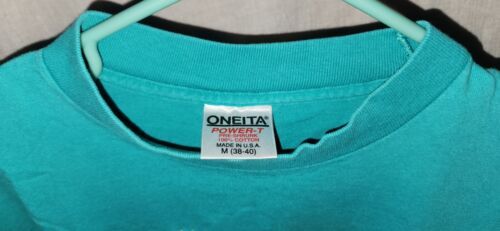 ONEITA®
POWER-T
PRE-SHRUNK
100% COTTON
MADE IN U.S.A.
M (38-40)